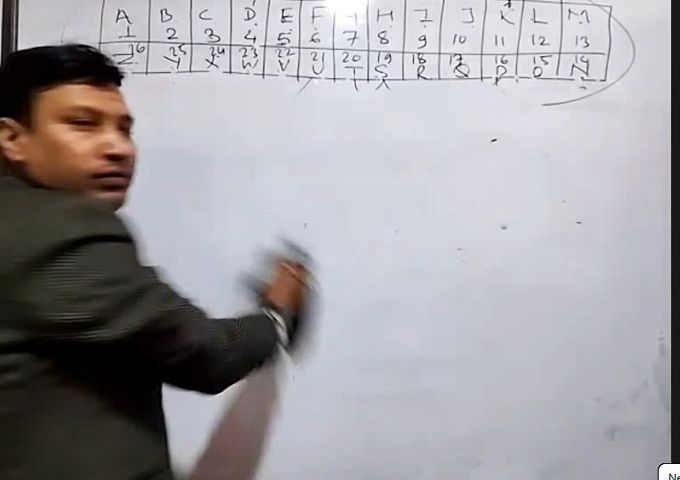 A B C D E F G H I J K L M
1 2 3 4 5 6 7 8 9 10 11 12 13
26 25 24 23 22 21 20 19 18 17 16 15 14
Z Y X W V U T S R Q P O N
Ne